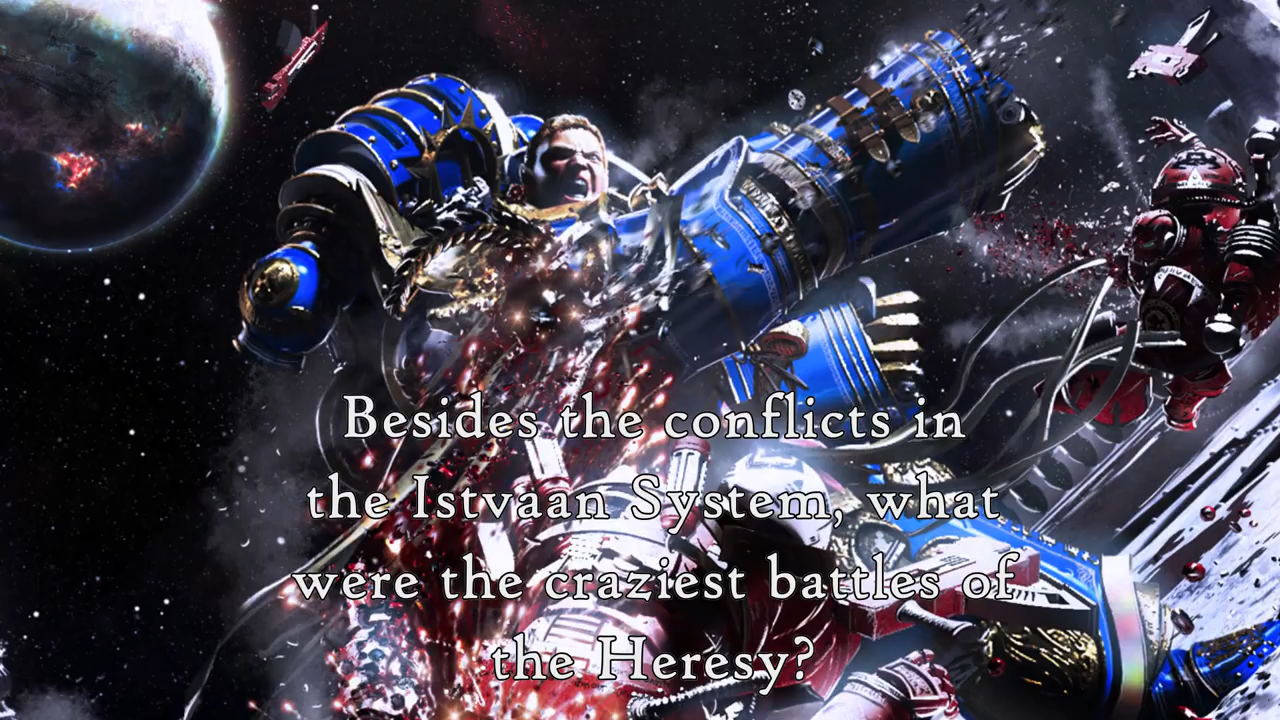 Besides the conflicts in
the Istvaan System, what
were the craziest battles of
the Heresy?